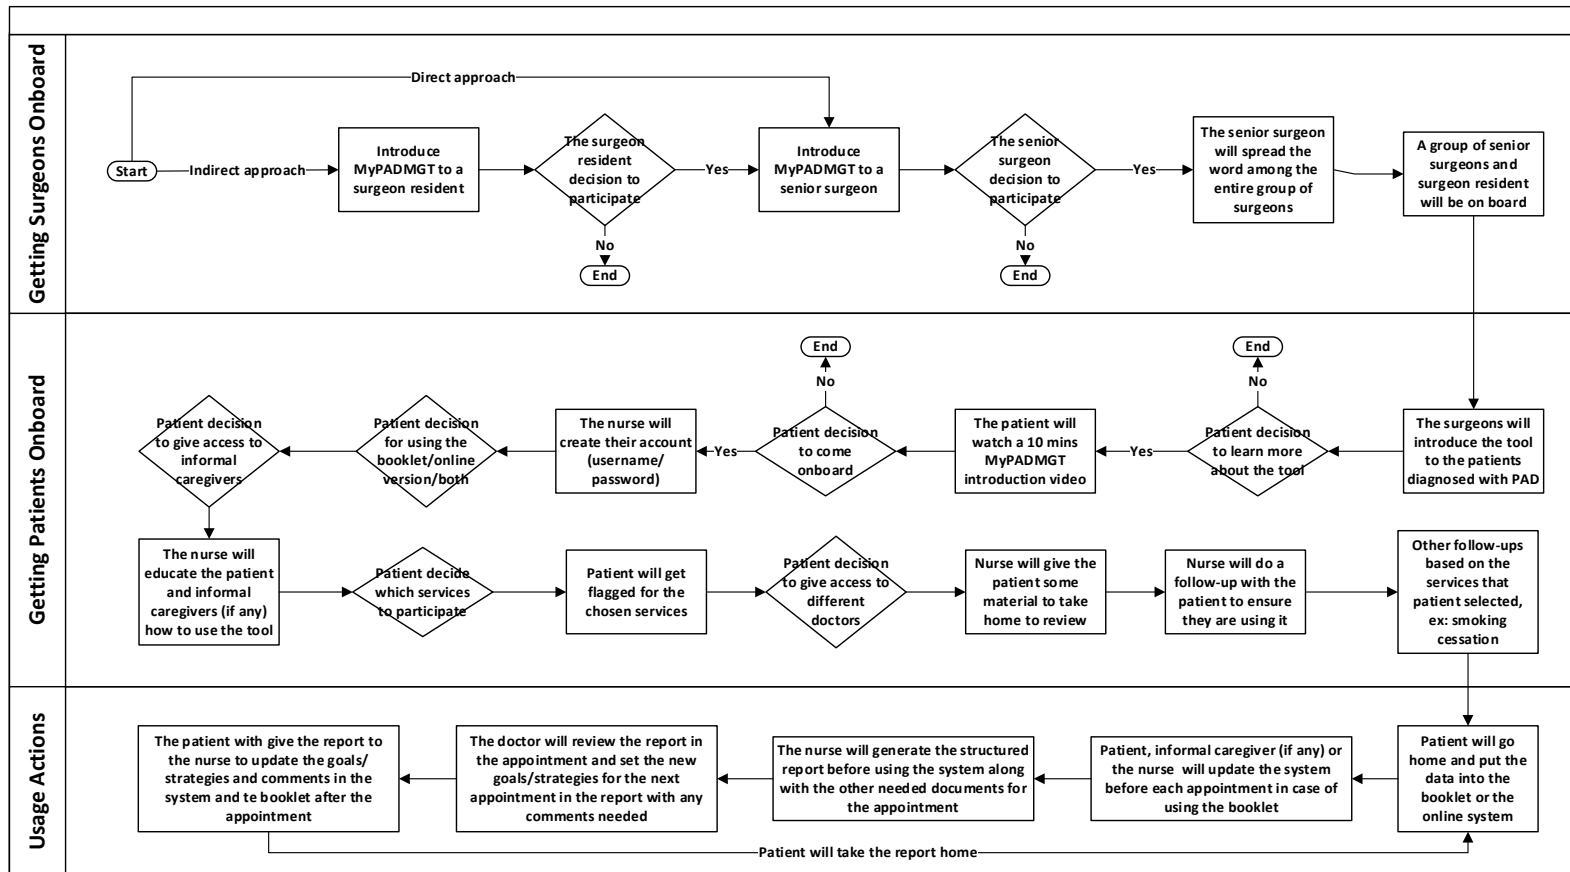 Getting Surgeons Onboard
Direct approach
Start
Indirect approach
Introduce
MyPADMGT to a
surgeon resident
The surgeon
resident
decision to
participate
Yes
No
End
Introduce
MyPADMGT to a
senior surgeon
The senior
surgeon
decision to
participate
Yes
No
End
The senior surgeon
will spread the
word among the
entire group of
surgeons
A group of senior
surgeons and
surgeon resident
will be on board
Getting Patients Onboard
The surgeons will
introduce the tool
to the patients
diagnosed with PAD
Patient decision
to learn more
about the tool
No
End
Yes
The patient will
watch a 10 mins
MyPADMGT
introduction video
Patient decision
to come
onboard
No
End
Yes
The nurse will
create their account
(username/
password)
Patient decision
for using the
booklet/online
version/both
Patient decision
to give access to
informal
caregivers
The nurse will
educate the patient
and informal
caregivers (if any)
how to use the tool
Patient decide
which services
to participate
Patient will get
flagged for the
chosen services
Patient decision
to give access to
different
doctors
Nurse will give the
patient some
material to take
home to review
Nurse will do a
follow-up with the
patient to ensure
they are using it
Other follow-ups
based on the
services that
patient selected,
ex: smoking
cessation
Usage Actions
Patient will go
home and put the
data into the
booklet or the
online system
Patient, informal caregiver (if any) or
the nurse will update the system
before each appointment in case of
using the booklet
The nurse will generate the structured
report before using the system along
with the other needed documents for
the appointment
The doctor will review the report in
the appointment and set the new
goals/strategies for the next
appointment in the report with any
comments needed
The patient with give the report to
the nurse to update the goals/
strategies and comments in the
system and te booklet after the
appointment
Patient will take the report home